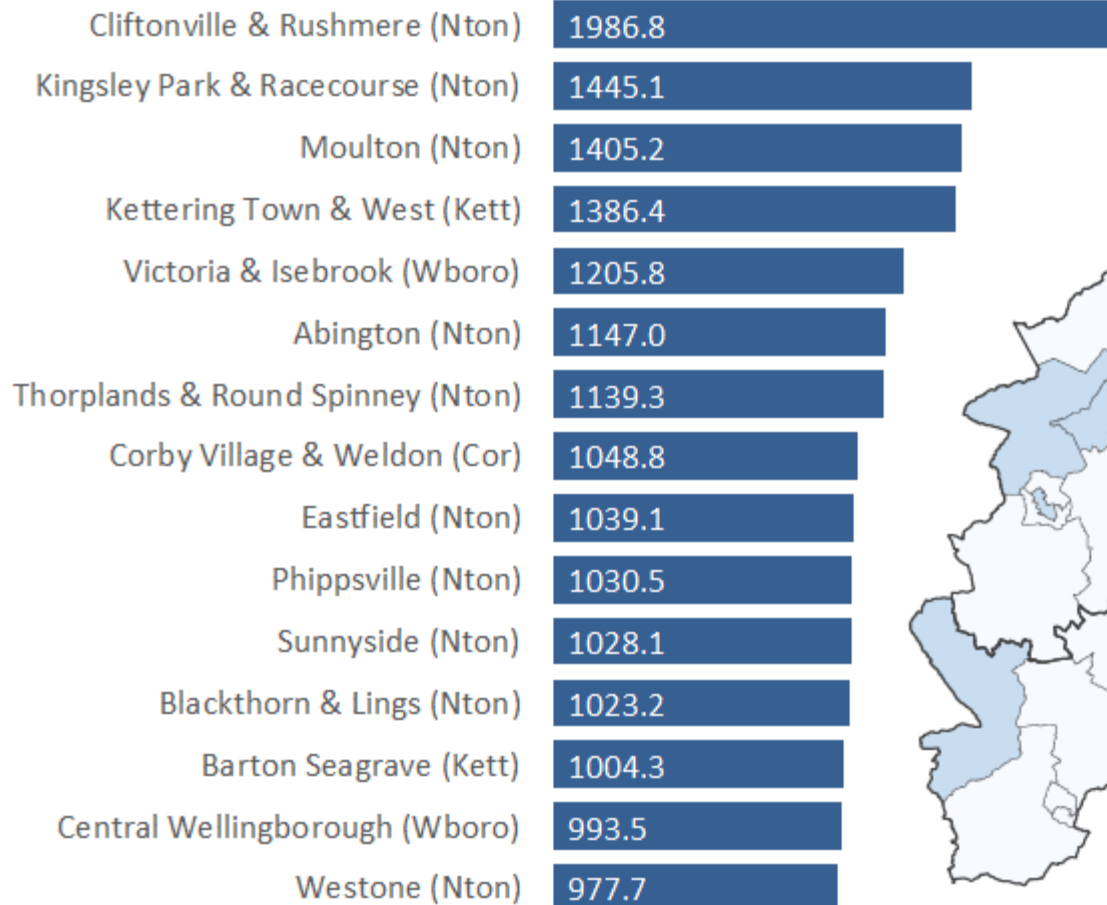 Cliftonville & Rushmere (Nton) 1986.8
Kingsley Park & Racecourse (Nton) 1445.1
Moulton (Nton) 1405.2
Kettering Town & West (Kett) 1386.4
Victoria & Isebrook (Wboro) 1205.8
Abington (Nton) 1147.0
Thorplands & Round Spinney (Nton) 1139.3
Corby Village & Weldon (Cor) 1048.8
Eastfield (Nton) 1039.1
Phippsville (Nton) 1030.5
Sunnyside (Nton) 1028.1
Blackthorn & Lings (Nton) 1023.2
Barton Seagrave (Kett) 1004.3
Central Wellingborough (Wboro) 993.5
Westone (Nton) 977.7